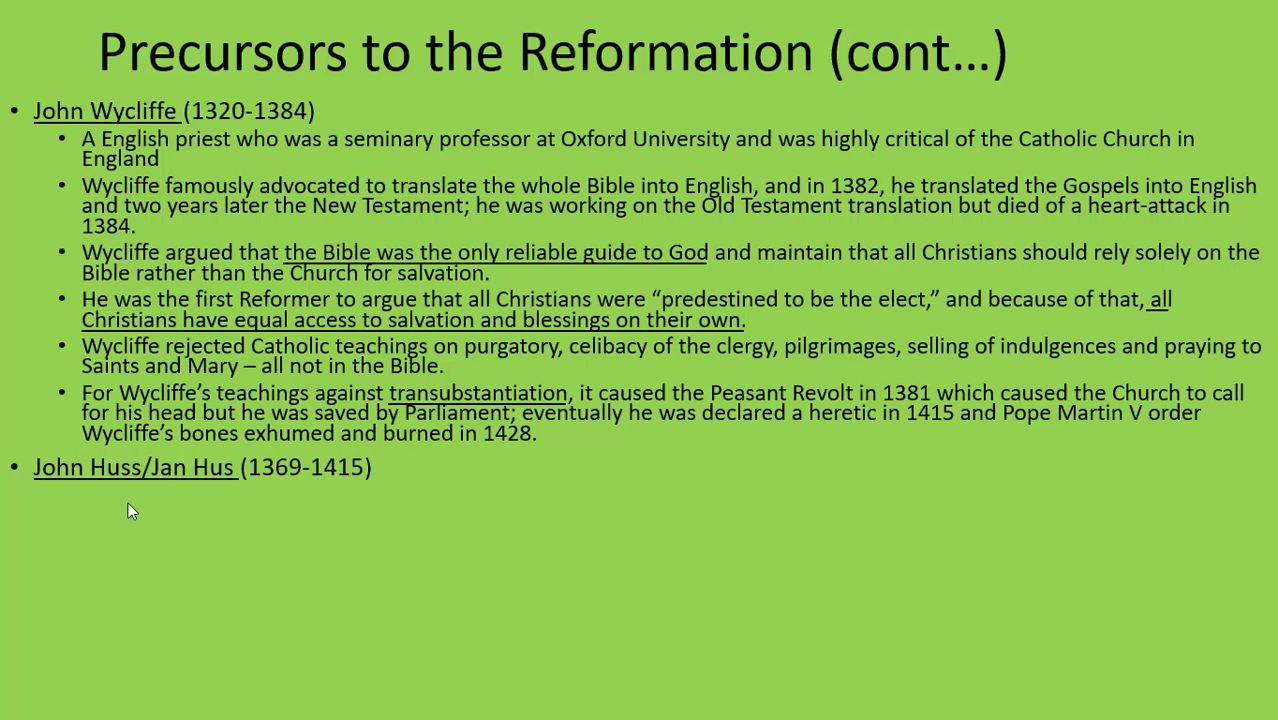 Precursors to the Reformation (cont…)
• John Wycliffe (1320-1384)
• A English priest who was a seminary professor at Oxford University and was highly critical of the Catholic Church in
England
• Wycliffe famously advocated to translate the whole Bible into English, and in 1382, he translated the Gospels into English
and two years later the New Testament; he was working on the Old Testament translation but died of a heart-attack in
1384.
• Wycliffe argued that the Bible was the only reliable guide to God and maintain that all Christians should rely solely on the
Bible rather than the Church for salvation.
• He was the first Reformer to argue that all Christians were “predestined to be the elect,” and because of that, all
Christians have equal access to salvation and blessings on their own.
• Wycliffe rejected Catholic teachings on purgatory, celibacy of the clergy, pilgrimages, selling of indulgences and praying to
Saints and Mary – all not in the Bible.
• For Wycliffe’s teachings against transubstantiation, it caused the Peasant Revolt in 1381 which caused the Church to call
for his head but he was saved by Parliament; eventually he was declared a heretic in 1415 and Pope Martin V order
Wycliffe’s bones exhumed and burned in 1428.
• John Huss/Jan Hus (1369-1415)